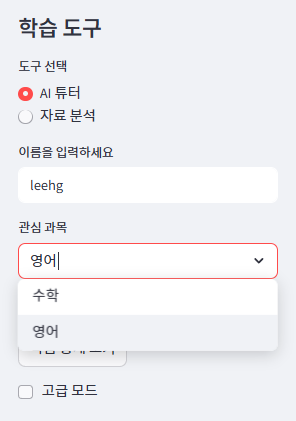 학습 도구
도구 선택
AI 튜터
자료 분석
이름을 입력하세요
leehg
관심 과목
영어
수학
영어
고급 모드